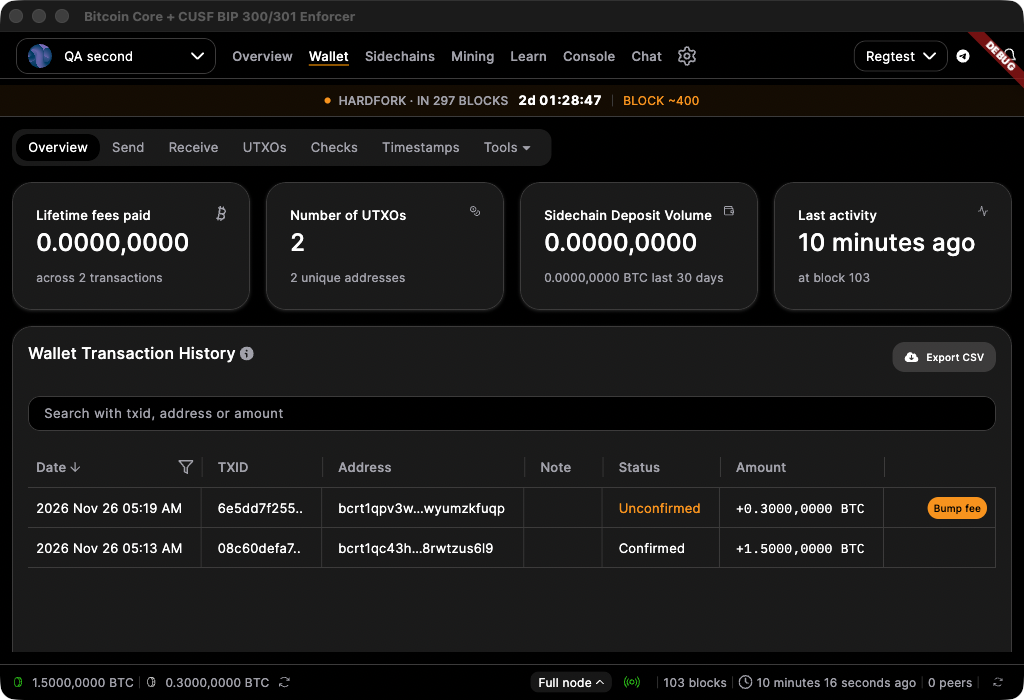 Bitcoin Core + CUSF BIP 300/301 Enforcer
QA second Overview Wallet Sidechains Mining Learn Console Chat Regtest DEBUG
HARDFORK · IN 297 BLOCKS 2d 01:28:47 BLOCK ~400
Overview Send Receive UTXOs Checks Timestamps Tools
Lifetime fees paid
0.0000,0000
across 2 transactions
Number of UTXOs
2
2 unique addresses
Sidechain Deposit Volume
0.0000,0000
0.0000,0000 BTC last 30 days
Last activity
10 minutes ago
at block 103
Wallet Transaction History
Export CSV
Search with txid, address or amount
Date TXID Address Note Status Amount
2026 Nov 26 05:19 AM 6e5dd7f255.. bcrt1qpv3w...wyumzkfuqp Unconfirmed +0.3000,0000 BTC Bump fee
2026 Nov 26 05:13 AM 08c60defa7.. bcrt1qc43h...8rwtzus6l9 Confirmed +1.5000,0000 BTC
1.5000,0000 BTC 0.3000,0000 BTC Full node 103 blocks 10 minutes 16 seconds ago 0 peers